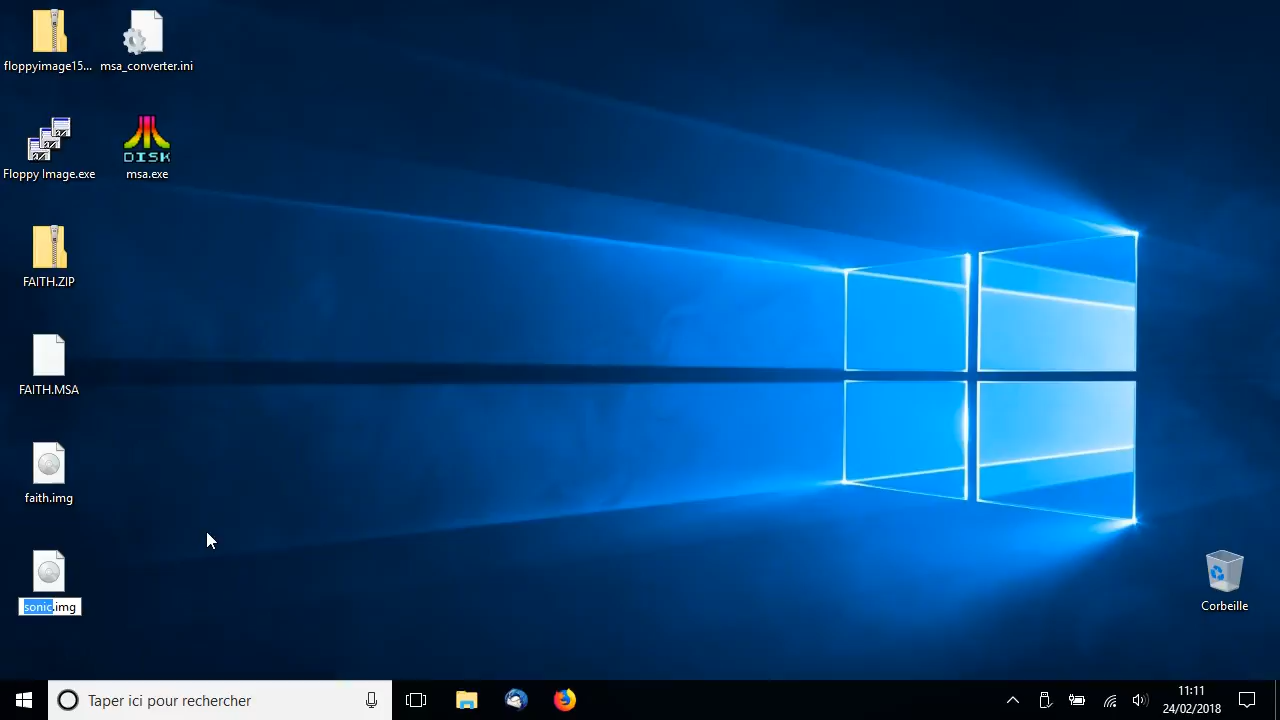 floppyimage15...
msa_converter.ini
Floppy Image.exe
DISK
msa.exe
FAITH.ZIP
FAITH.MSA
faith.img
sonic.img
Corbeille
Taper ici pour rechercher
11:11
24/02/2018